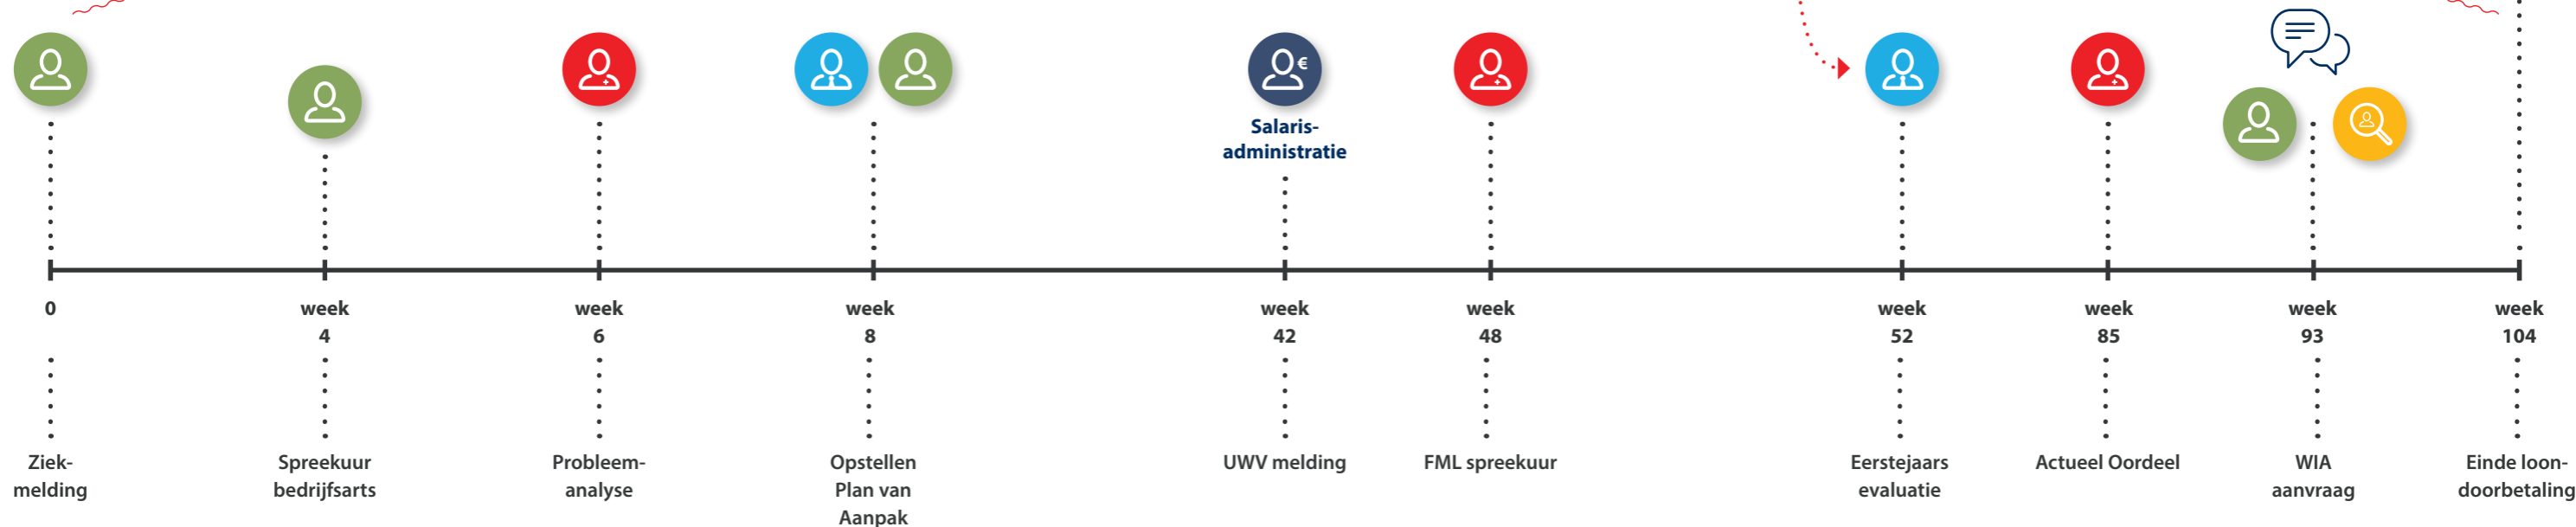 €
Salaris-
administratie
0
week
4
week
6
week
8
week
42
week
48
week
52
week
85
week
93
week
104
Ziek-
melding
Spreekuur
bedrijfsarts
Probleem-
analyse
Opstellen
Plan van
Aanpak
UWV melding
FML spreekuur
Eerstejaars
evaluatie
Actueel Oordeel
WIA
aanvraag
Einde loon-
doorbetaling